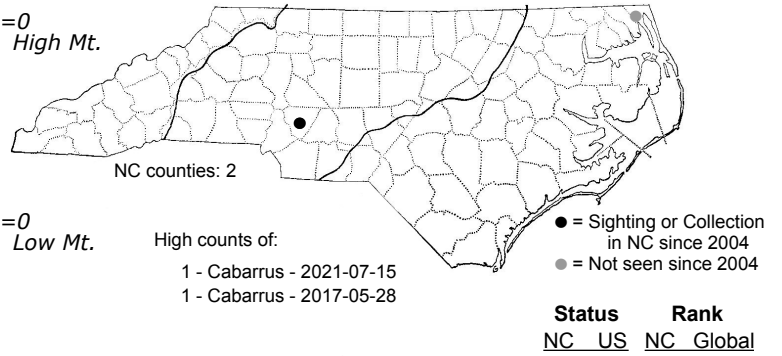 =0
High Mt.
NC counties: 2
=0
Low Mt.
High counts of:
1 - Cabarrus - 2021-07-15
1 - Cabarrus - 2017-05-28
● = Sighting or Collection
in NC since 2004
● = Not seen since 2004
Status Rank
NC US NC Global